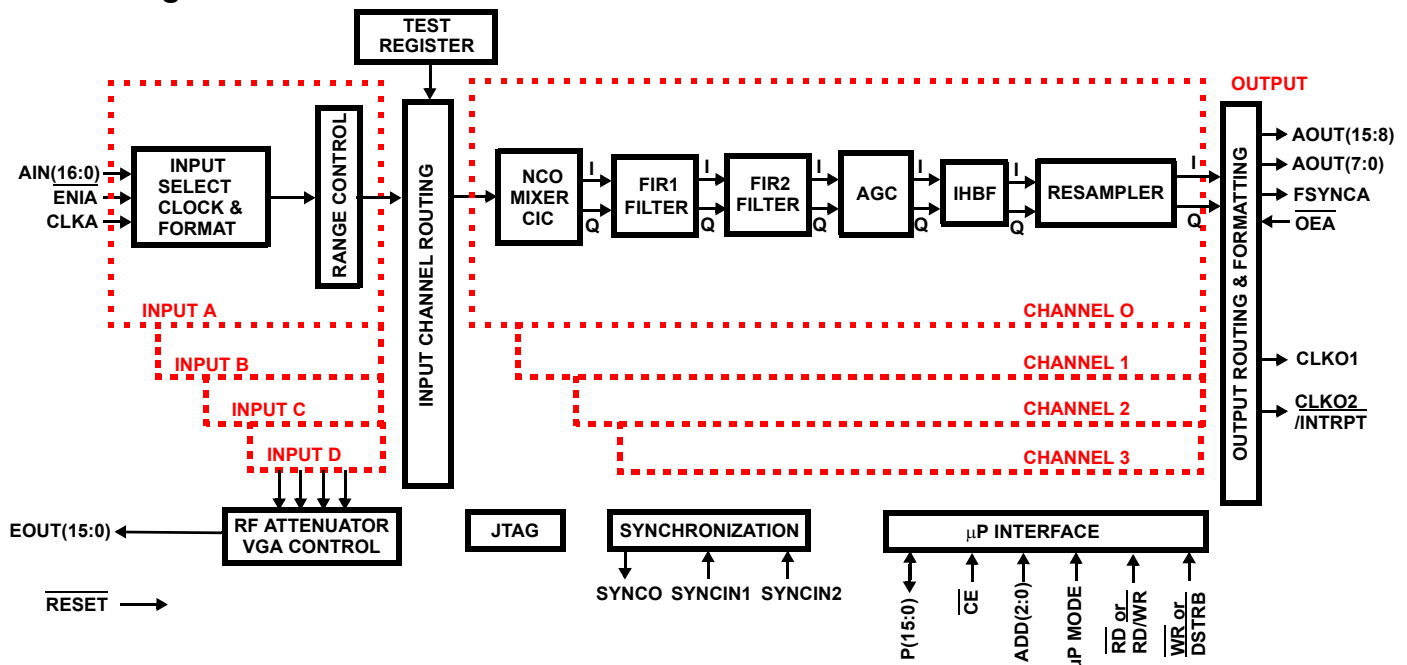 TEST
REGISTER
OUTPUT
AIN(16:0)
ENIA
CLKA
INPUT
SELECT
CLOCK &
FORMAT
RANGE CONTROL
INPUT CHANNEL ROUTING
NCO
MIXER
CIC
I
Q
FIR1
FILTER
I
Q
FIR2
FILTER
I
Q
AGC
I
Q
IHBF
I
Q
RESAMPLER
I
Q
OUTPUT ROUTING & FORMATTING
AOUT(15:8)
AOUT(7:0)
FSYNCA
OEA
CLKO1
CLKO2
/INTRPT
INPUT A
INPUT B
INPUT C
INPUT D
CHANNEL O
CHANNEL 1
CHANNEL 2
CHANNEL 3
EOUT(15:0)
RF ATTENUATOR
VGA CONTROL
JTAG
SYNCHRONIZATION
μP INTERFACE
RESET
SYNCO
SYNCIN1
SYNCIN2
P(15:0)
CE
ADD(2:0)
μP MODE
RD or
RD/WR
WR or
DSTRB